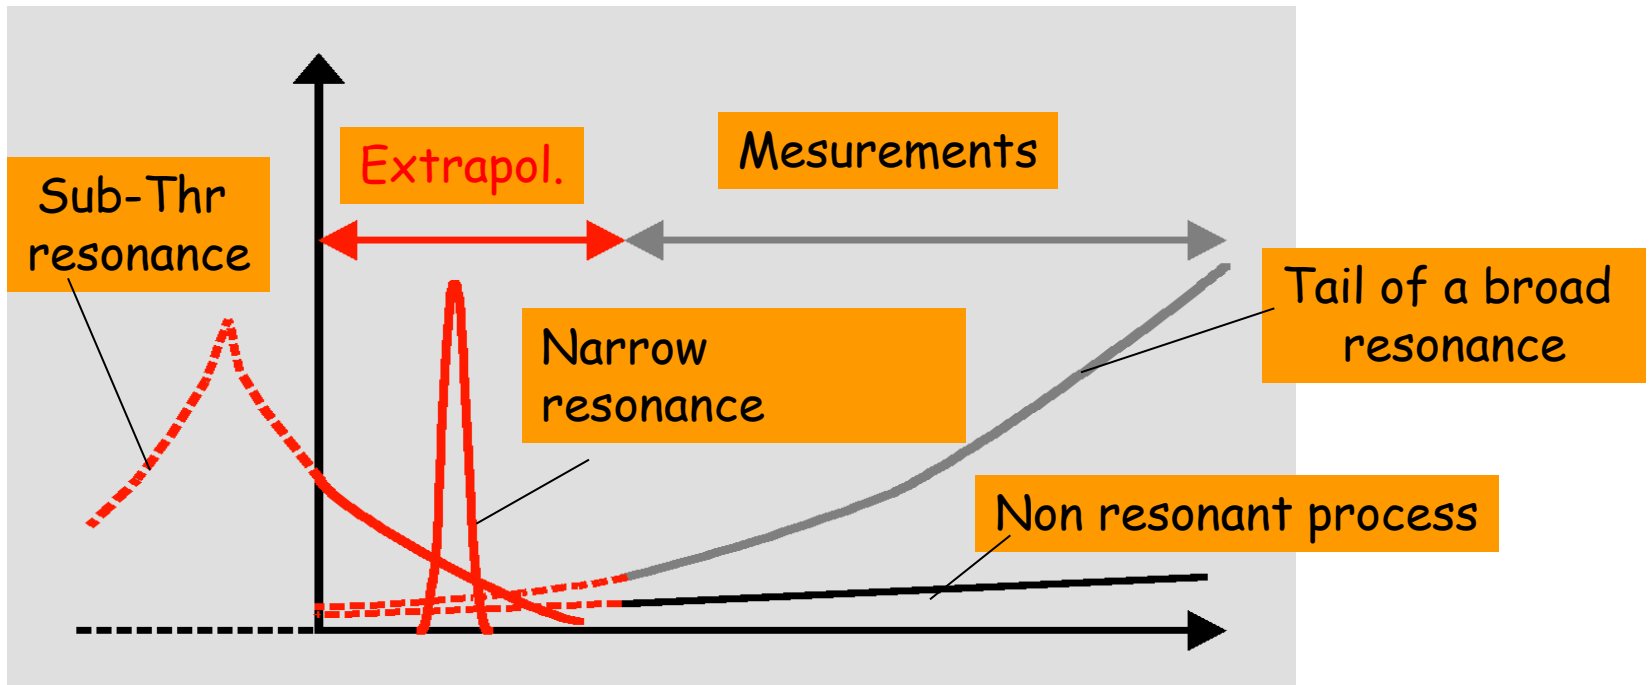 Extrapol.
Mesurements
Sub-Thr
resonance
Tail of a broad
resonance
Narrow
resonance
Non resonant process